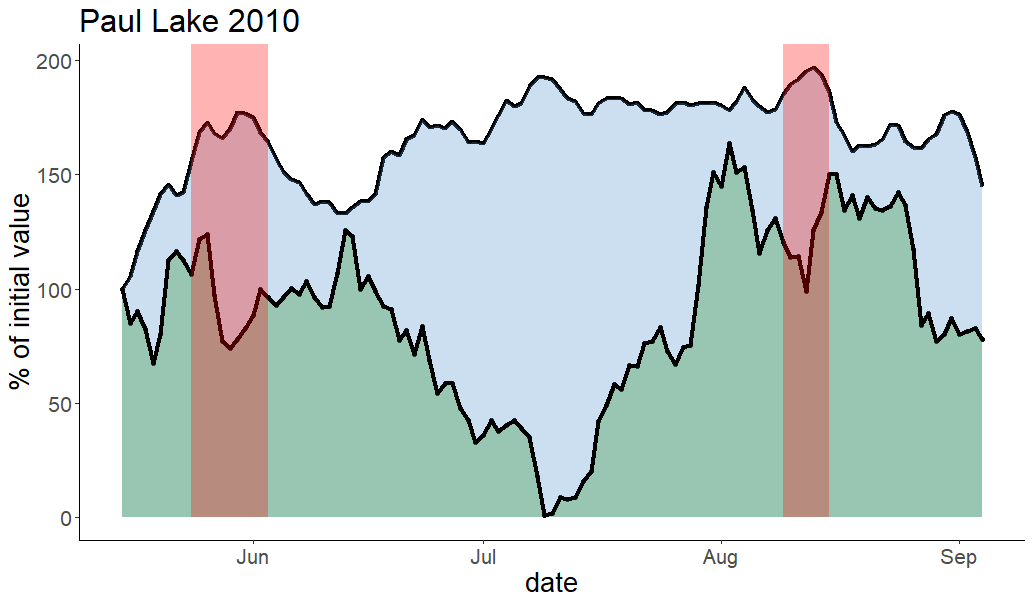 Paul Lake 2010
% of initial value
200
150
100
50
0
Jun Jul Aug Sep
date